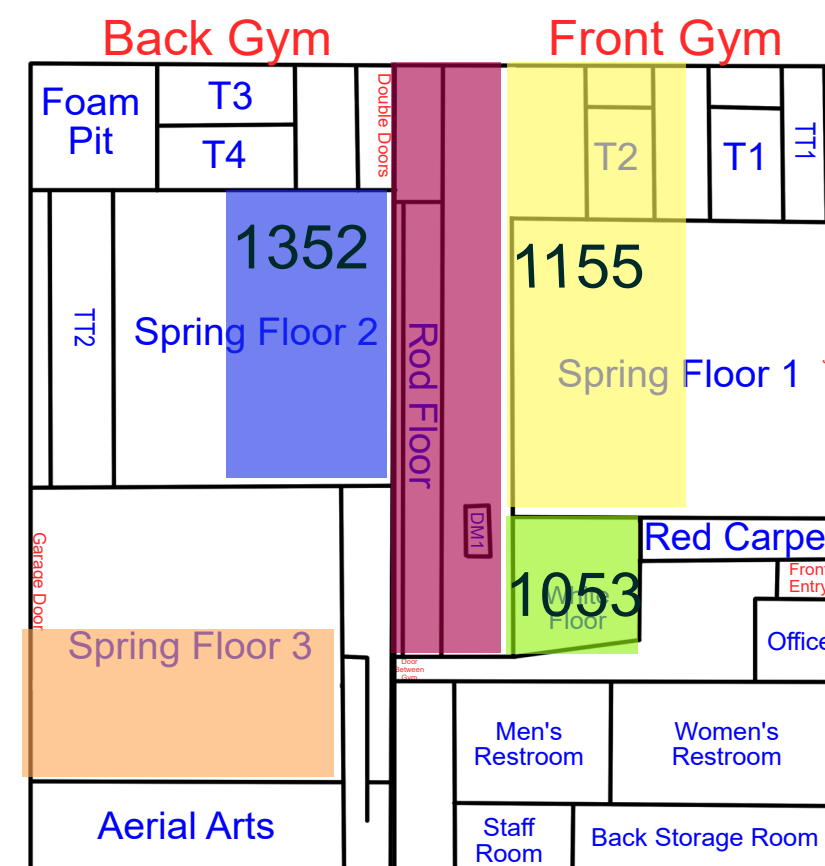 Back Gym
Front Gym
Foam
Pit
T3
T4
Double Doors
T2
T1
TT1
1352
1155
TT2
Spring Floor 2
Rod Floor
Spring Floor 1
DM1
Garage Door
Red Carpe
1053
White
Floor
Front
Entry
Office
Spring Floor 3
Door
Between
Gym
Men's
Restroom
Women's
Restroom
Aerial Arts
Staff
Room
Back Storage Room